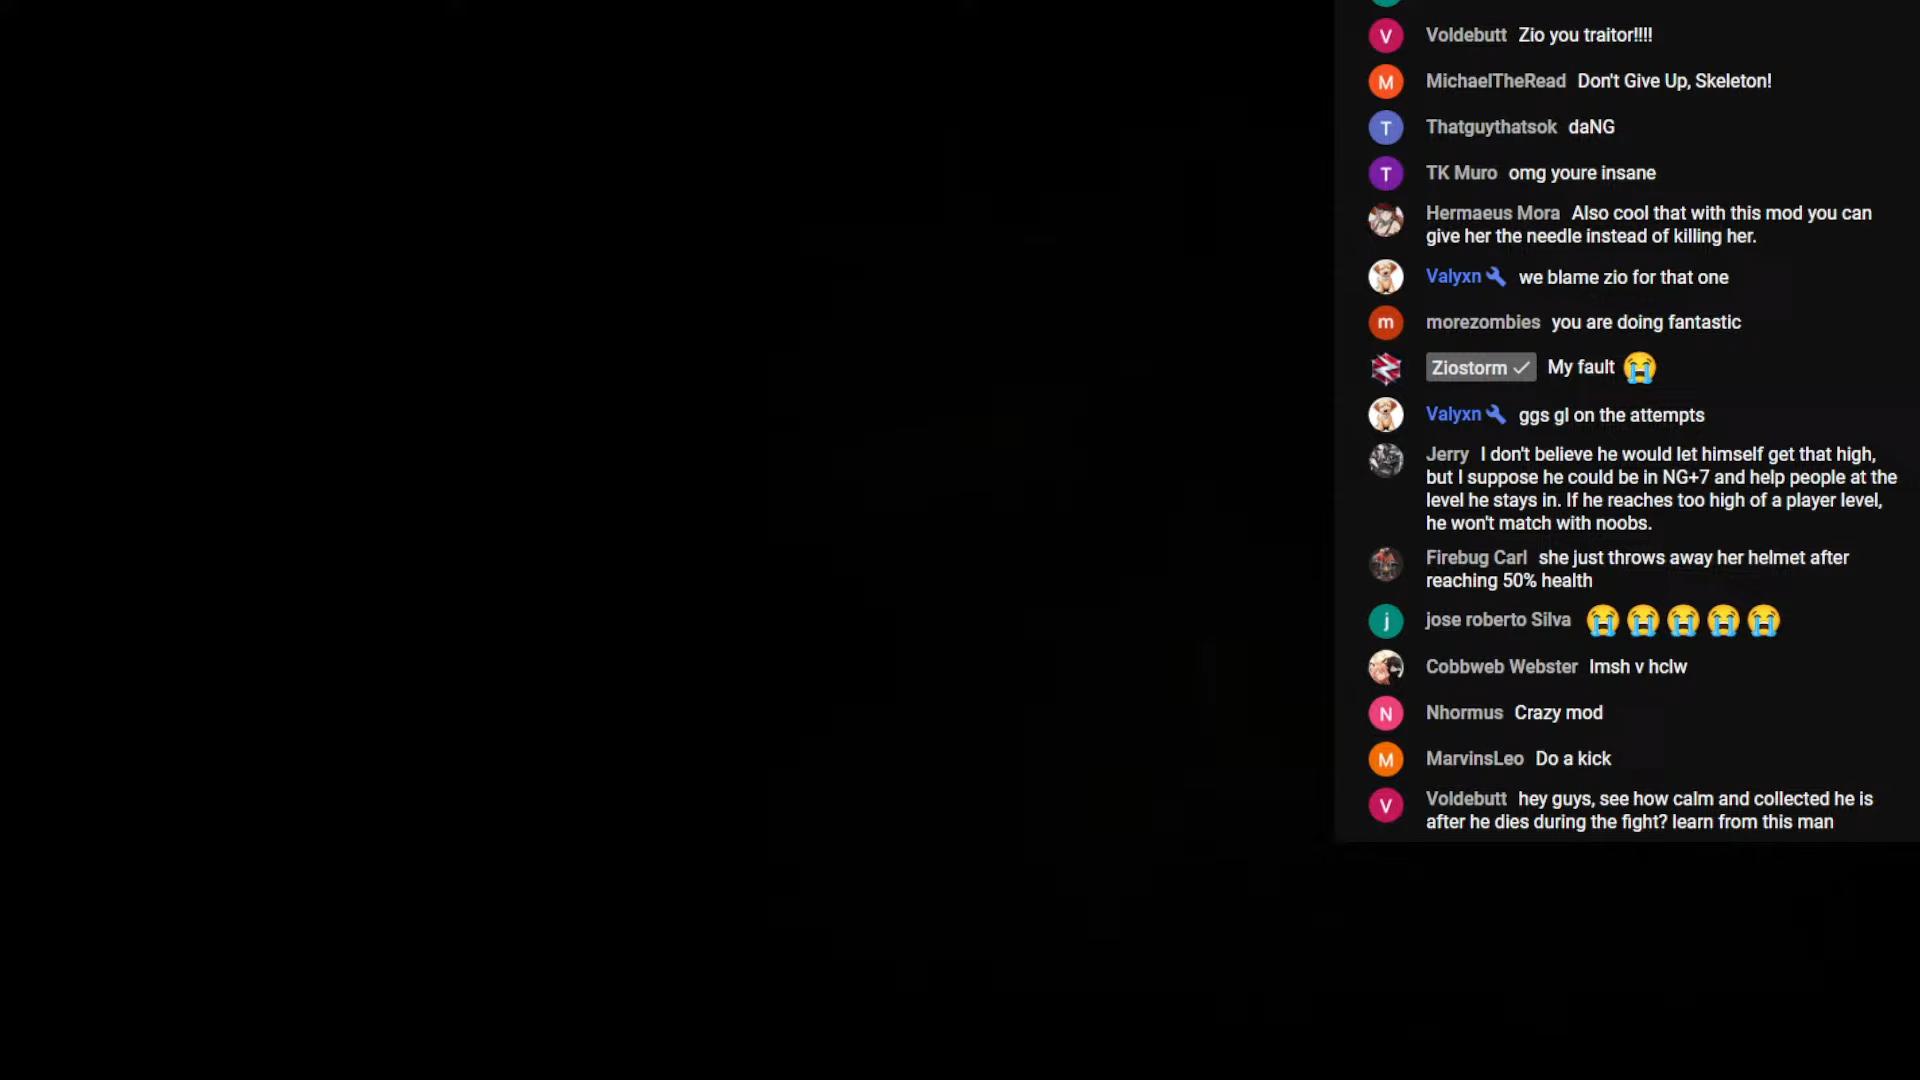 V Voldebutt Zio you traitor!!!!
M MichaelTheRead Don't Give Up, Skeleton!
T Thatguythatsok daNG
T TK Muro omg youre insane
Hermaeus Mora Also cool that with this mod you can
give her the needle instead of killing her.
Valyxn we blame zio for that one
m morezombies you are doing fantastic
Ziostorm My fault 😭
Valyxn ggs gl on the attempts
Jerry I don't believe he would let himself get that high,
but I suppose he could be in NG+7 and help people at the
level he stays in. If he reaches too high of a player level,
he won't match with noobs.
Firebug Carl she just throws away her helmet after
reaching 50% health
j jose roberto Silva 😭😭😭😭😭
Cobbweb Webster lmsh v hclw
N Nhormus Crazy mod
M MarvinsLeo Do a kick
V Voldebutt hey guys, see how calm and collected he is
after he dies during the fight? learn from this man